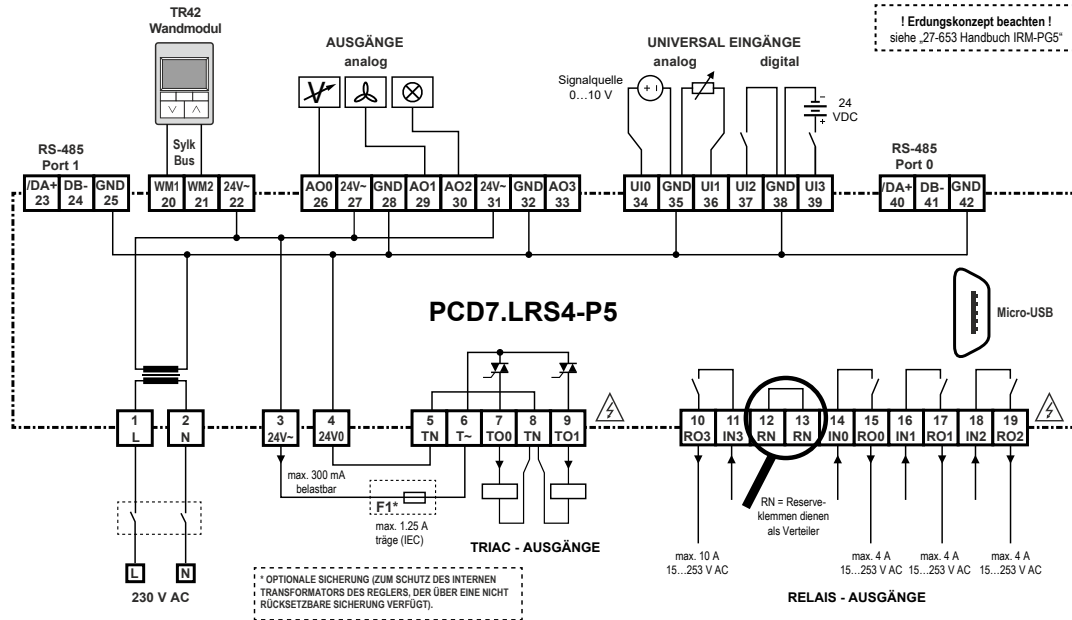 TR42
Wandmodul
AUSGÄNGE
analog
UNIVERSAL EINGÄNGE
analog digital
! Erdungskonzept beachten !
siehe „27-653 Handbuch IRM-PG5“
Signalquelle
0...10 V
24
VDC
Sylk
Bus
RS-485
Port 1
RS-485
Port 0
/DA+ DB- GND
23 24 25
WM1 WM2 24V~
20 21 22
AO0 24V~ GND AO1 AO2 24V~ GND AO3
26 27 28 29 30 31 32 33
UI0 GND UI1 UI2 GND UI3
34 35 36 37 38 39
/DA+ DB- GND
40 41 42
PCD7.LRS4-P5
Micro-USB
1 2
L N
3 4
24V~ 24V0
5 6 7 8 9
TN T~ TO0 TN TO1
10 11 12 13 14 15 16 17 18 19
RO3 IN3 RN RN IN0 RO0 IN1 RO1 IN2 RO2
max. 300 mA
belastbar
F1*
max. 1.25 A
träge (IEC)
TRIAC - AUSGÄNGE
RN = Reserve-
klemmen dienen
als Verteiler
max. 10 A
15...253 V AC
max. 4 A
15...253 V AC
max. 4 A
15...253 V AC
max. 4 A
15...253 V AC
RELAIS - AUSGÄNGE
L N
230 V AC
* OPTIONALE SICHERUNG (ZUM SCHUTZ DES INTERNEN
TRANSFORMATORS DES REGLERS, DER ÜBER EINE NICHT
RÜCKSETZBARE SICHERUNG VERFÜGT).